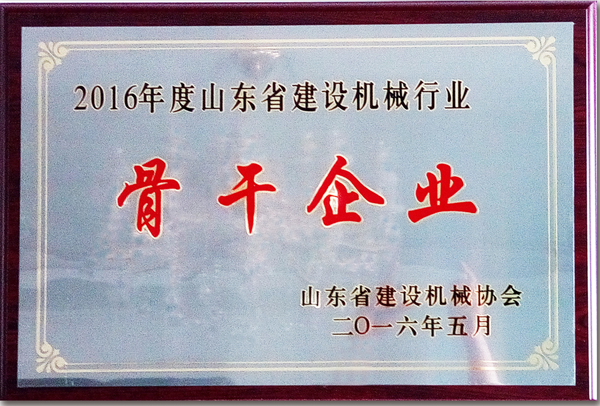 2016年度山东省建设机械行业
骨干企业
山东省建设机械协会
二〇一六年五月